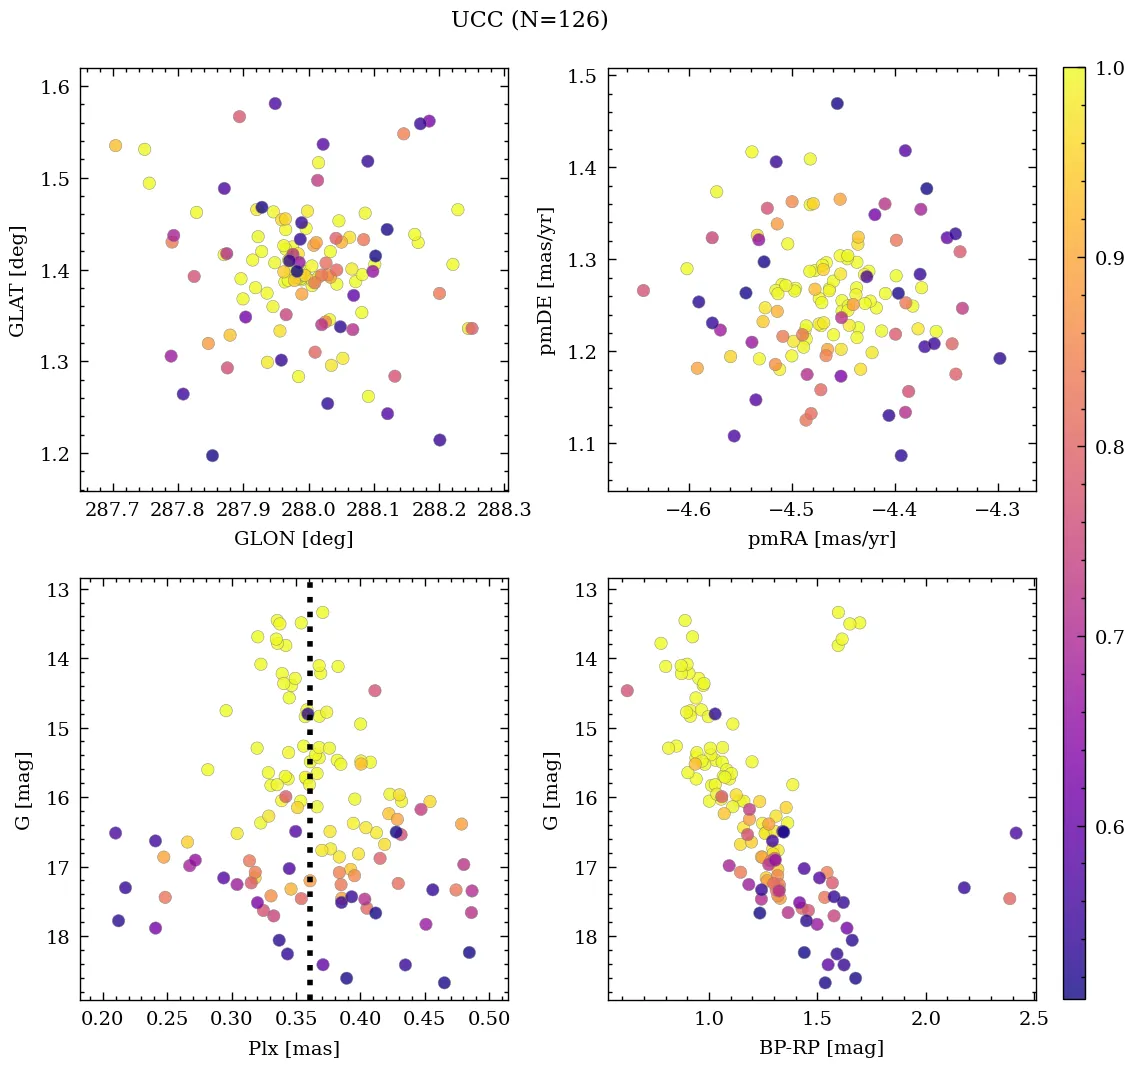 UCC (N=126)
1.6
1.5
1.4
1.3
1.2
GLAT [deg]
287.7 287.8 287.9 288.0 288.1 288.2 288.3
GLON [deg]
1.5
1.4
1.3
1.2
1.1
pmDE [mas/yr]
−4.6 −4.5 −4.4 −4.3
pmRA [mas/yr]
13
14
15
16
17
18
G [mag]
0.20 0.25 0.30 0.35 0.40 0.45 0.50
Plx [mas]
13
14
15
16
17
18
G [mag]
1.0 1.5 2.0 2.5
BP-RP [mag]
1.0
0.9
0.8
0.7
0.6